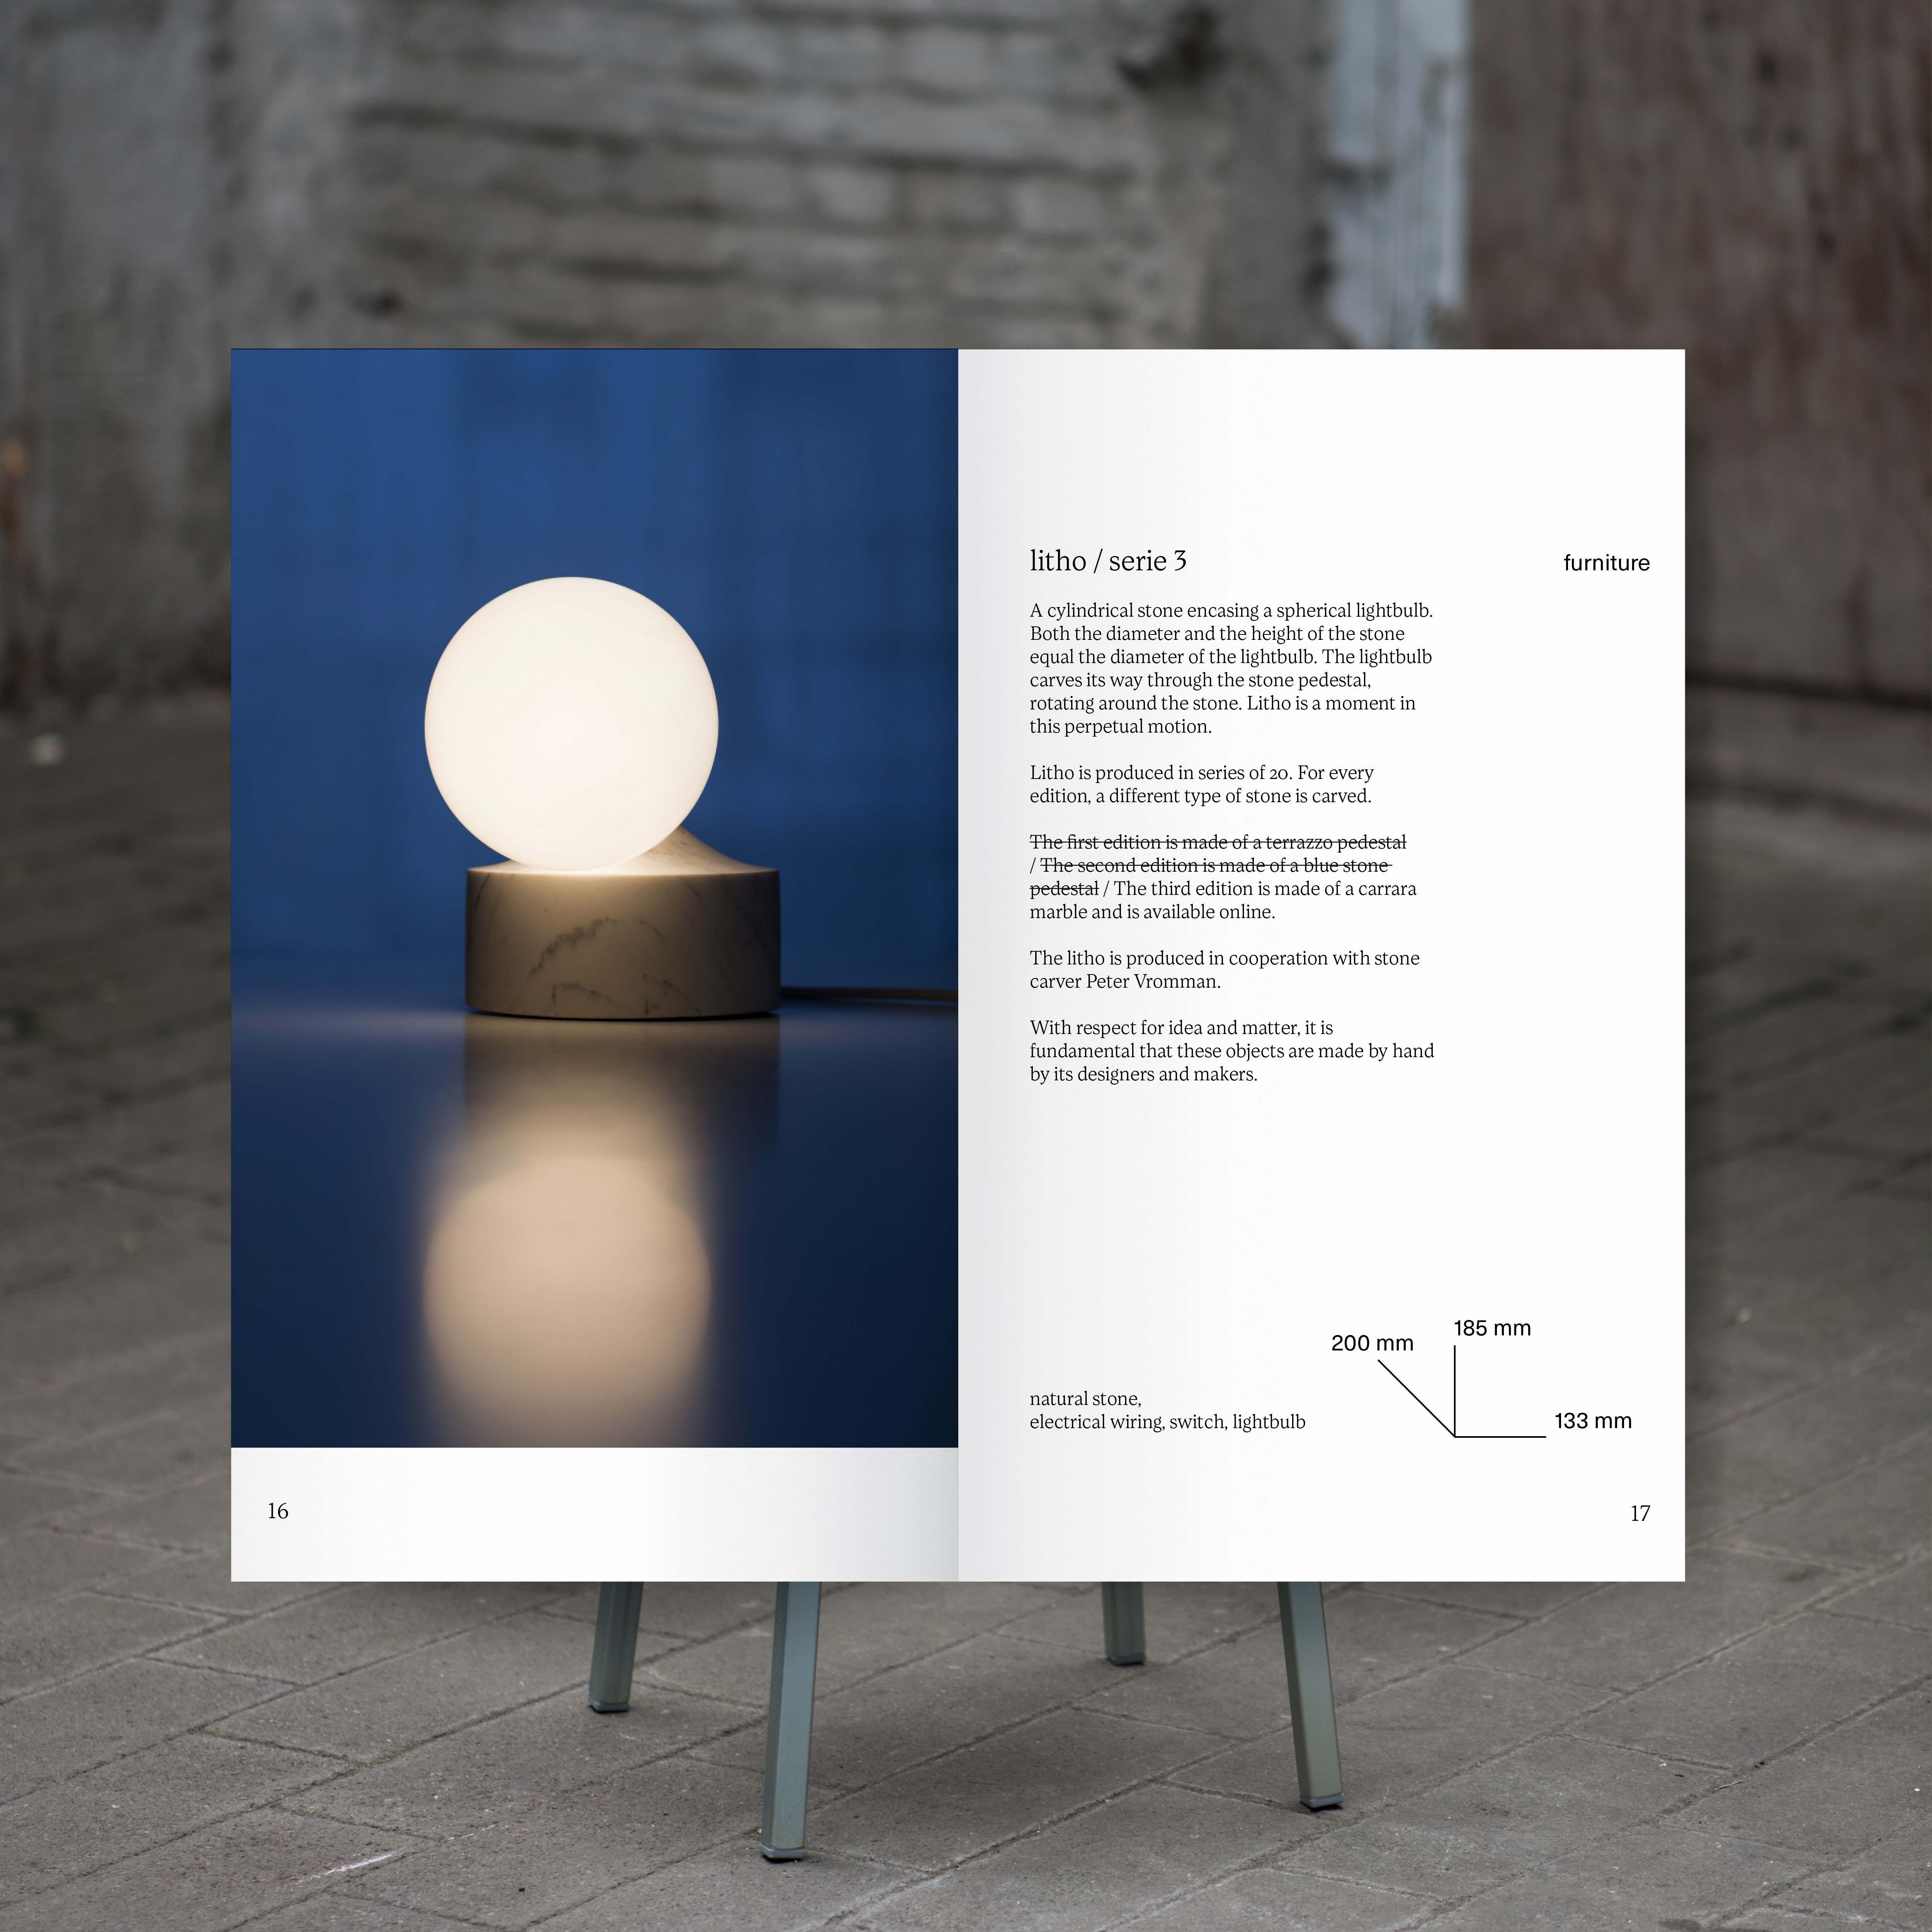 litho / serie 3
furniture
A cylindrical stone encasing a spherical lightbulb.
Both the diameter and the height of the stone
equal the diameter of the lightbulb. The lightbulb
carves its way through the stone pedestal,
rotating around the stone. Litho is a moment in
this perpetual motion.
Litho is produced in series of 20. For every
edition, a different type of stone is carved.
The first edition is made of a terrazzo pedestal
/ The second edition is made of a blue stone
pedestal / The third edition is made of a carrara
marble and is available online.
The litho is produced in cooperation with stone
carver Peter Vromman.
With respect for idea and matter, it is
fundamental that these objects are made by hand
by its designers and makers.
200 mm
185 mm
133 mm
natural stone,
electrical wiring, switch, lightbulb
16
17